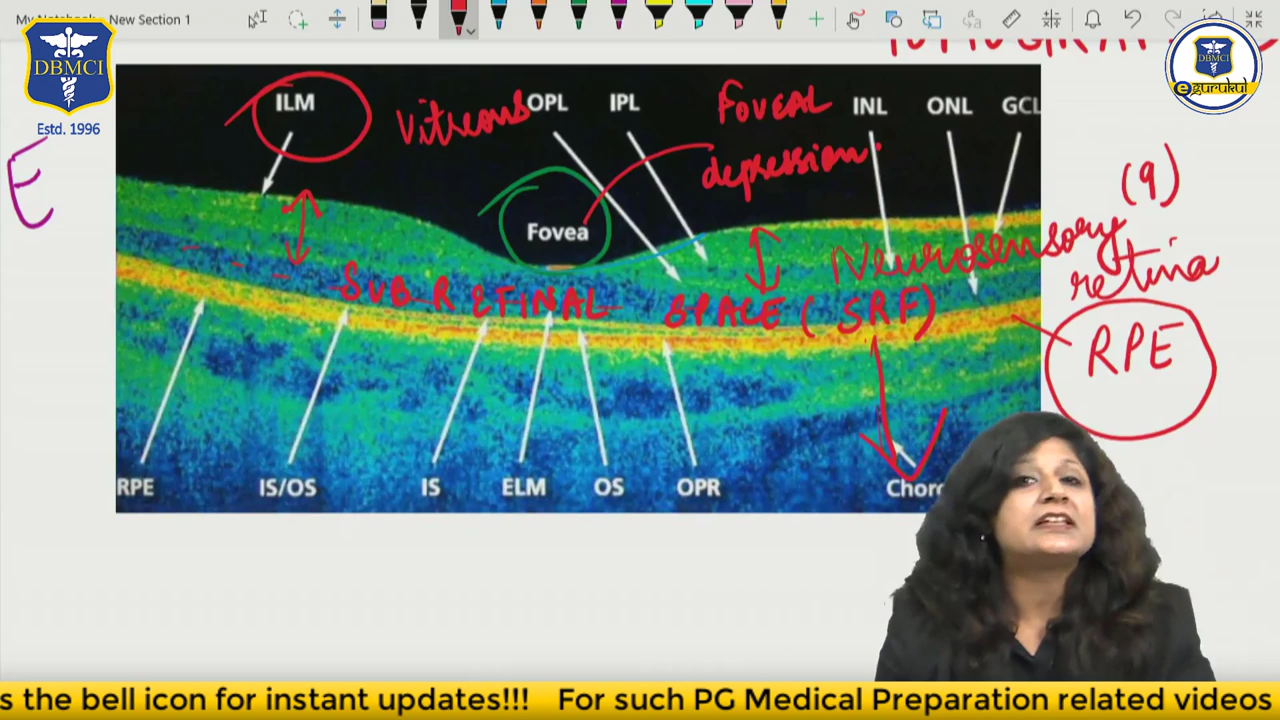 My Notebook - New Section 1
DBMCI
Estd. 1996
e gurukul
E
ILM
Vitreous
OPL
IPL
Foveal
depression
INL
ONL
GCL
(9)
Neurosensory
retina
Fovea
SUB RETINAL SPACE (SRF)
RPE
RPE
IS/OS
IS
ELM
OS
OPR
Choro
s the bell icon for instant updates!!! For such PG Medical Preparation related videos